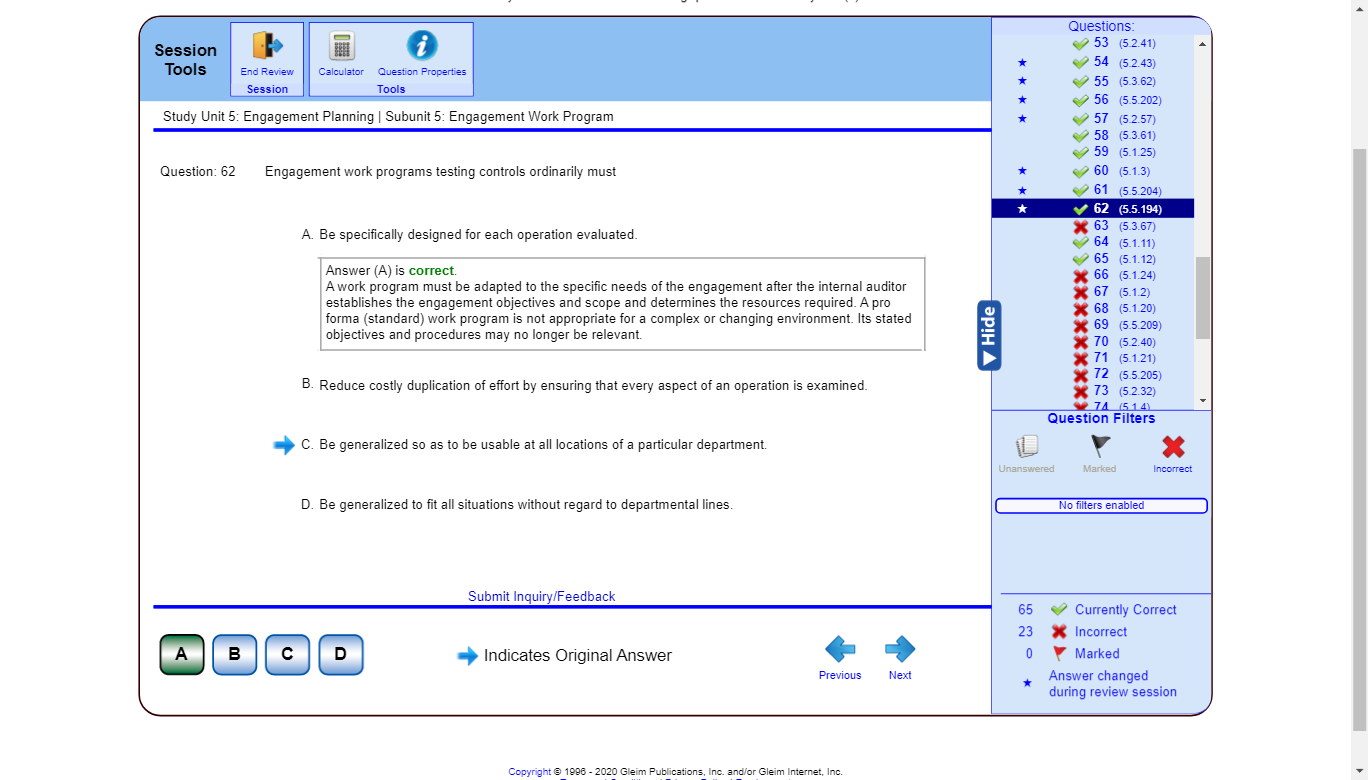 Session
Tools
End Review
Session
Calculator
Question Properties
Tools
Study Unit 5: Engagement Planning | Subunit 5: Engagement Work Program
Question: 62 Engagement work programs testing controls ordinarily must
A. Be specifically designed for each operation evaluated.
Answer (A) is correct.
A work program must be adapted to the specific needs of the engagement after the internal auditor
establishes the engagement objectives and scope and determines the resources required. A pro
forma (standard) work program is not appropriate for a complex or changing environment. Its stated
objectives and procedures may no longer be relevant.
B. Reduce costly duplication of effort by ensuring that every aspect of an operation is examined.
C. Be generalized so as to be usable at all locations of a particular department.
D. Be generalized to fit all situations without regard to departmental lines.
Submit Inquiry/Feedback
A B C D
Indicates Original Answer
Previous
Next
Hide
Questions:
53 (5.2.41)
54 (5.2.43)
55 (5.3.62)
56 (5.5.202)
57 (5.2.57)
58 (5.3.61)
59 (5.1.25)
60 (5.1.3)
61 (5.5.204)
62 (5.5.194)
63 (5.3.67)
64 (5.1.11)
65 (5.1.12)
66 (5.1.24)
67 (5.1.2)
68 (5.1.20)
69 (5.5.209)
70 (5.2.40)
71 (5.1.21)
72 (5.5.205)
73 (5.2.32)
74 (5.1.4)
Question Filters
Unanswered
Marked
Incorrect
No filters enabled
65 Currently Correct
23 Incorrect
0 Marked
Answer changed
during review session
Copyright © 1996 - 2020 Gleim Publications, Inc. and/or Gleim Internet, Inc.